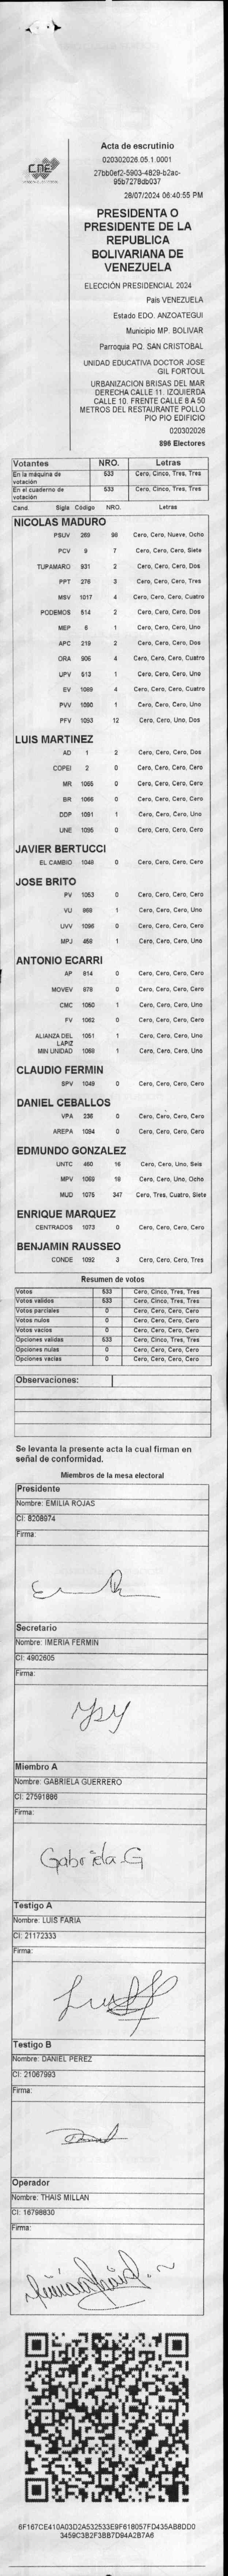 CNE
Acta de escrutinio
020302026.05.1.0001
27bb0ef2-5903-4829-b2ac-
95b7278db037
28/07/2024 06:40:55 PM
PRESIDENTA O
PRESIDENTE DE LA
REPUBLICA
BOLIVARIANA DE
VENEZUELA
ELECCIÓN PRESIDENCIAL 2024
País VENEZUELA
Estado EDO. ANZOATEGUI
Municipio MP. BOLIVAR
Parroquia PQ. SAN CRISTOBAL
UNIDAD EDUCATIVA DOCTOR JOSE
GIL FORTOUL
URBANIZACION BRISAS DEL MAR
DERECHA CALLE 11. IZQUIERDA
CALLE 10. FRENTE CALLE 8 A 50
METROS DEL RESTAURANTE POLLO
PIO PIO EDIFICIO
020302026
896 Electores
Votantes NRO. Letras
En la máquina de votación 533 Cero, Cinco, Tres, Tres
En el cuaderno de votación 533 Cero, Cinco, Tres, Tres
Cand. Sigla Código NRO. Letras
NICOLAS MADURO
PSUV 269 98 Cero, Cero, Nueve, Ocho
PCV 9 7 Cero, Cero, Cero, Siete
TUPAMARO 931 2 Cero, Cero, Cero, Dos
PPT 276 3 Cero, Cero, Cero, Tres
MSV 1017 4 Cero, Cero, Cero, Cuatro
PODEMOS 514 2 Cero, Cero, Cero, Dos
MEP 6 1 Cero, Cero, Cero, Uno
APC 219 2 Cero, Cero, Cero, Dos
ORA 906 4 Cero, Cero, Cero, Cuatro
UPV 513 1 Cero, Cero, Cero, Uno
EV 1089 4 Cero, Cero, Cero, Cuatro
PVV 1090 1 Cero, Cero, Cero, Uno
PFV 1093 12 Cero, Cero, Uno, Dos
LUIS MARTINEZ
AD 1 2 Cero, Cero, Cero, Dos
COPEI 2 0 Cero, Cero, Cero, Cero
MR 1065 0 Cero, Cero, Cero, Cero
BR 1066 0 Cero, Cero, Cero, Cero
DDP 1091 1 Cero, Cero, Cero, Uno
UNE 1095 0 Cero, Cero, Cero, Cero
JAVIER BERTUCCI
EL CAMBIO 1048 0 Cero, Cero, Cero, Cero
JOSE BRITO
PV 1053 0 Cero, Cero, Cero, Cero
VU 868 1 Cero, Cero, Cero, Uno
UVV 1096 0 Cero, Cero, Cero, Cero
MPJ 458 1 Cero, Cero, Cero, Uno
ANTONIO ECARRI
AP 814 0 Cero, Cero, Cero, Cero
MOVEV 878 0 Cero, Cero, Cero, Cero
CMC 1050 1 Cero, Cero, Cero, Uno
FV 1062 0 Cero, Cero, Cero, Cero
ALIANZA DEL LAPIZ 1051 1 Cero, Cero, Cero, Uno
MIN UNIDAD 1068 1 Cero, Cero, Cero, Uno
CLAUDIO FERMIN
SPV 1049 0 Cero, Cero, Cero, Cero
DANIEL CEBALLOS
VPA 236 0 Cero, Cero, Cero, Cero
AREPA 1084 0 Cero, Cero, Cero, Cero
EDMUNDO GONZALEZ
UNTC 480 16 Cero, Cero, Uno, Seis
MPV 1069 18 Cero, Cero, Uno, Ocho
MUD 1075 347 Cero, Tres, Cuatro, Siete
ENRIQUE MARQUEZ
CENTRADOS 1073 0 Cero, Cero, Cero, Cero
BENJAMIN RAUSSEO
CONDE 1092 3 Cero, Cero, Cero, Tres
Resumen de votos
Votos 533 Cero, Cinco, Tres, Tres
Votos válidos 533 Cero, Cinco, Tres, Tres
Votos parciales 0 Cero, Cero, Cero, Cero
Votos nulos 0 Cero, Cero, Cero, Cero
Votos vacíos 0 Cero, Cero, Cero, Cero
Opciones válidas 533 Cero, Cinco, Tres, Tres
Opciones nulas 0 Cero, Cero, Cero, Cero
Opciones vacías 0 Cero, Cero, Cero, Cero
Observaciones:
Se levanta la presente acta la cual firman en
señal de conformidad.
Miembros de la mesa electoral
Presidente
Nombre: EMILIA ROJAS
CI: 8208974
Firma:
Secretario
Nombre: IMERIA FERMIN
CI: 4902605
Firma:
Miembro A
Nombre: GABRIELA GUERRERO
CI: 27591886
Firma:
Gabriela G
Testigo A
Nombre: LUIS FARIA
CI: 21172333
Firma:
Testigo B
Nombre: DANIEL PEREZ
CI: 21067993
Firma:
Operador
Nombre: THAIS MILLAN
CI: 16798830
Firma:
6F167CE410A03D2A532533E9F618057FD435AB8DD0
3459C3B2F3BB7D94A2B7A6